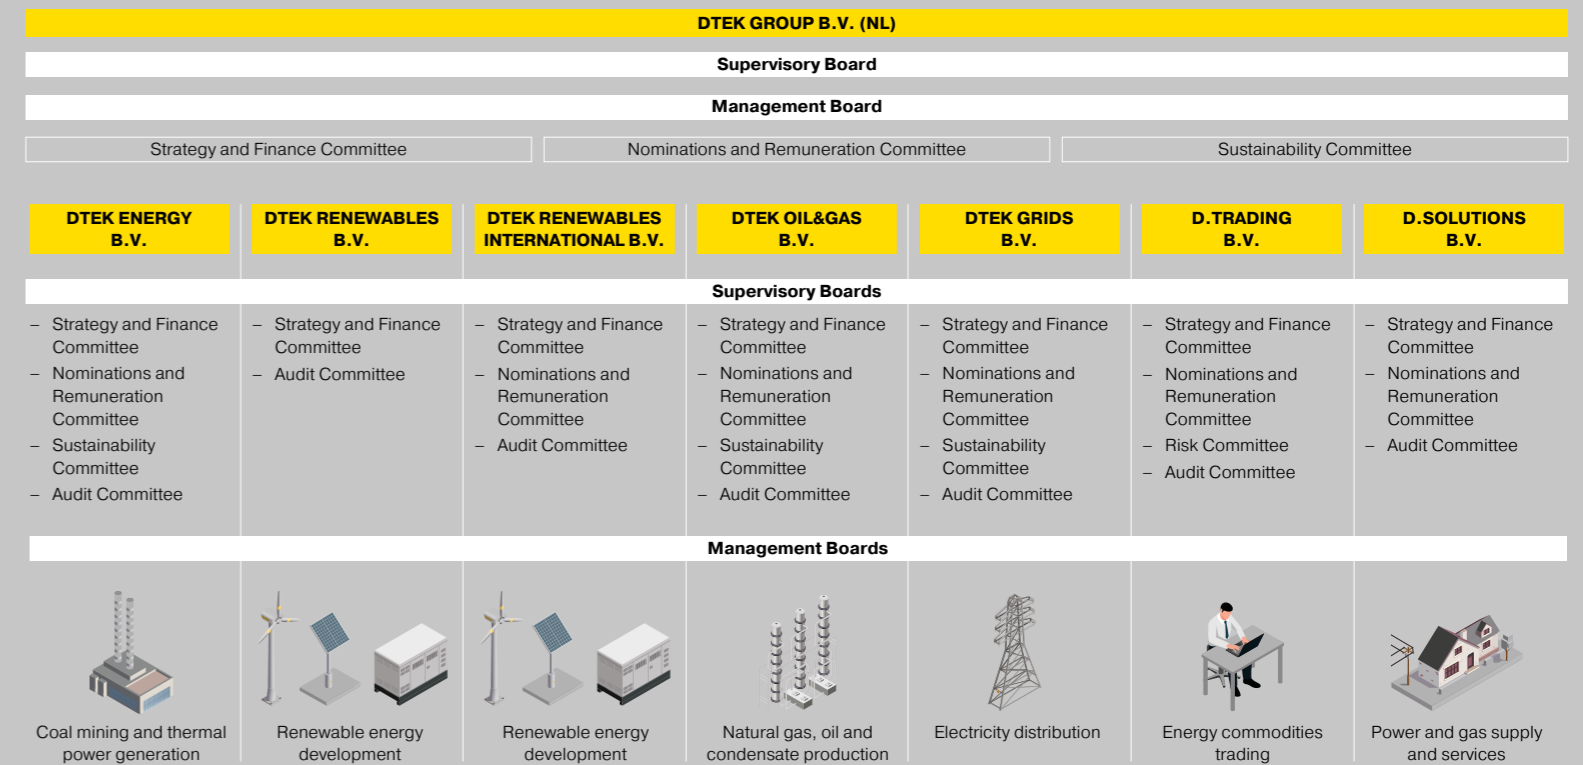 DTEK GROUP B.V. (NL)
Supervisory Board
Management Board
Strategy and Finance Committee
Nominations and Remuneration Committee
Sustainability Committee
DTEK ENERGY
B.V.
DTEK RENEWABLES
B.V.
DTEK RENEWABLES
INTERNATIONAL B.V.
DTEK OIL&GAS
B.V.
DTEK GRIDS
B.V.
D.TRADING
B.V.
D.SOLUTIONS
B.V.
Supervisory Boards
– Strategy and Finance
Committee
– Nominations and
Remuneration
Committee
– Sustainability
Committee
– Audit Committee
– Strategy and Finance
Committee
– Audit Committee
– Strategy and Finance
Committee
– Nominations and
Remuneration
Committee
– Audit Committee
– Strategy and Finance
Committee
– Nominations and
Remuneration
Committee
– Sustainability
Committee
– Audit Committee
– Strategy and Finance
Committee
– Nominations and
Remuneration
Committee
– Sustainability
Committee
– Audit Committee
– Strategy and Finance
Committee
– Nominations and
Remuneration
Committee
– Risk Committee
– Audit Committee
– Strategy and Finance
Committee
– Nominations and
Remuneration
Committee
– Audit Committee
Management Boards
Coal mining and thermal
power generation
Renewable energy
development
Renewable energy
development
Natural gas, oil and
condensate production
Electricity distribution
Energy commodities
trading
Power and gas supply
and services